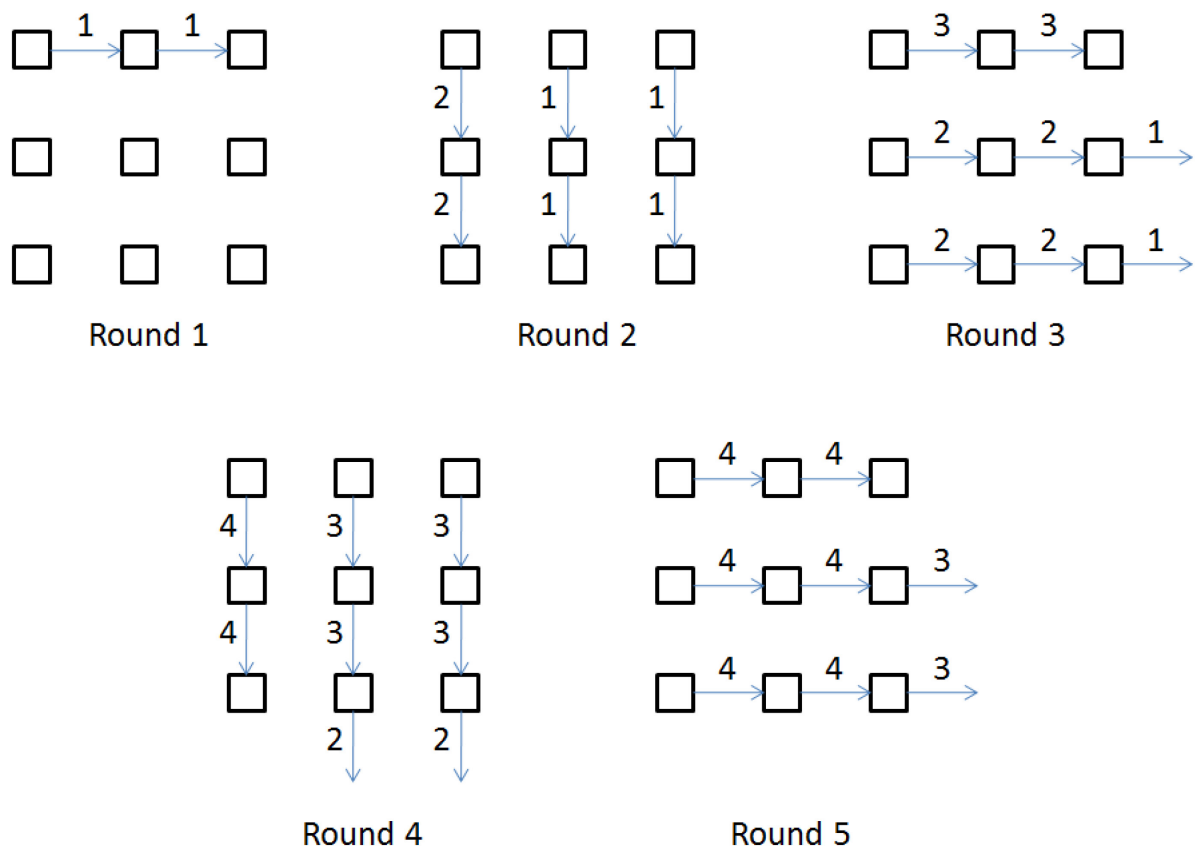 1 1
2 1 1
2 1 1
Round 1
Round 2
3 3
2 2 1
2 2 1
Round 3
4 3 3
4 3 3
2 2
Round 4
4 4
4 4 3
4 4 3
Round 5